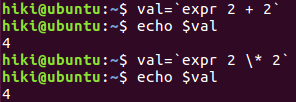 hiki@ubuntu:~$ val=`expr 2 + 2`
hiki@ubuntu:~$ echo $val
4
hiki@ubuntu:~$ val=`expr 2 \* 2`
hiki@ubuntu:~$ echo $val
4